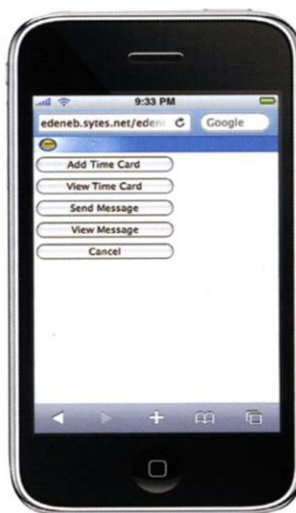 9:33 PM
edeneb.sytes.net/eden Google
Add Time Card
View Time Card
Send Message
View Message
Cancel